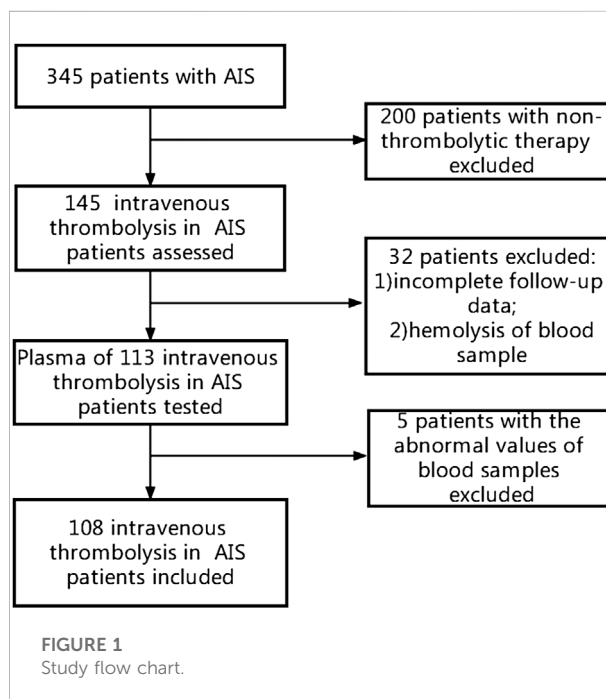 345 patients with AIS
200 patients with non-
thrombolytic therapy
excluded
145 intravenous
thrombolysis in AIS
patients assessed
32 patients excluded:
1)incomplete follow-up
data;
2)hemolysis of blood
sample
Plasma of 113 intravenous
thrombolysis in AIS
patients tested
5 patients with the
abnormal values of
blood samples
excluded
108 intravenous
thrombolysis in AIS
patients included
FIGURE 1
Study flow chart.